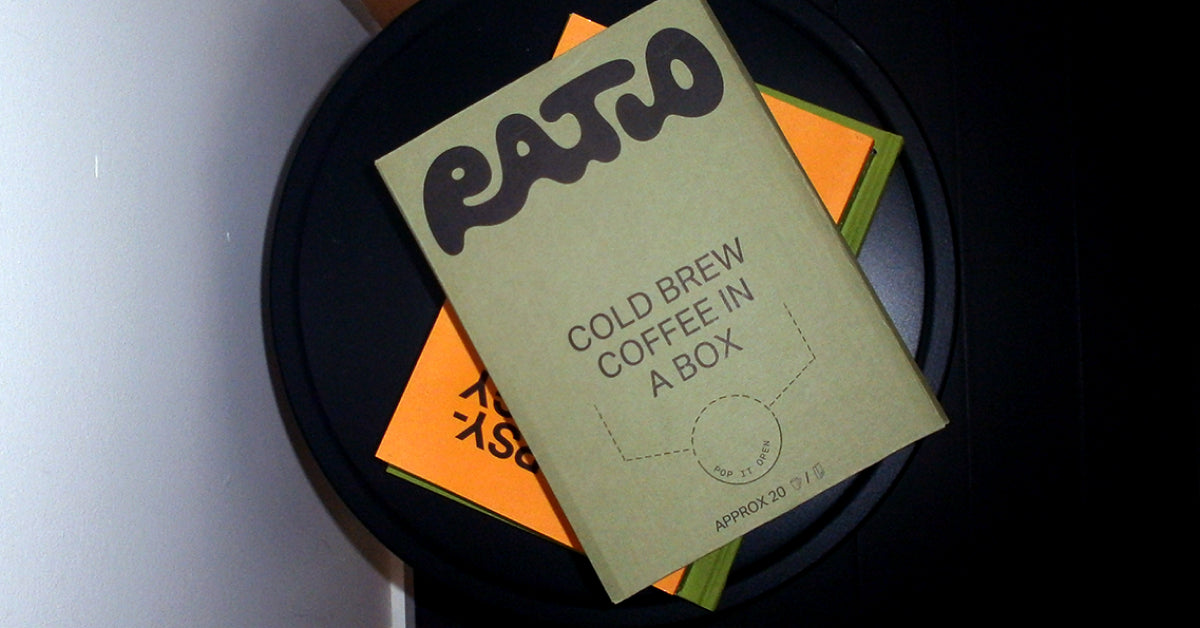 RATIO
COLD BREW
COFFEE IN
A BOX
POP IT OPEN
APPROX 20 /